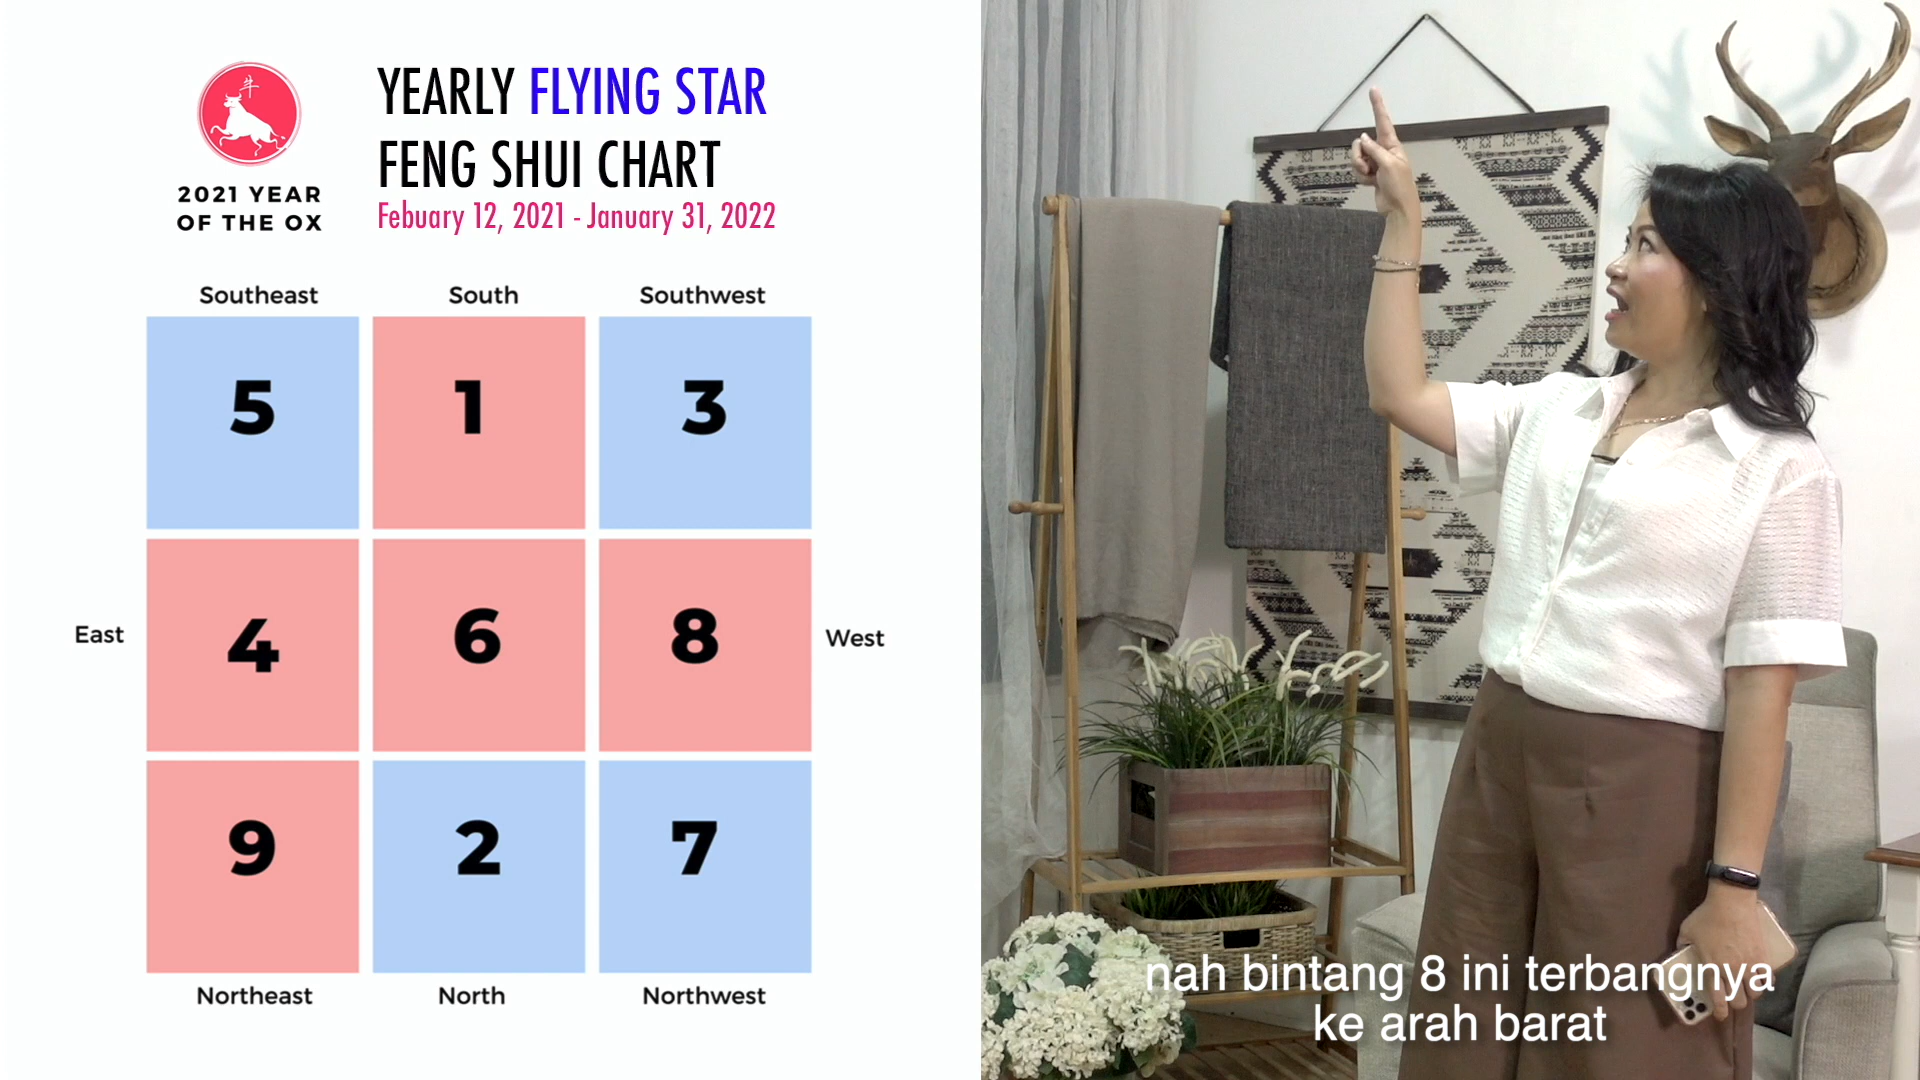 牛
2021 YEAR
OF THE OX
YEARLY FLYING STAR
FENG SHUI CHART
Febuary 12, 2021 - January 31, 2022
Southeast South Southwest
5 1 3
East 4 6 8 West
9 2 7
Northeast North Northwest
nah bintang 8 ini terbangnya
ke arah barat